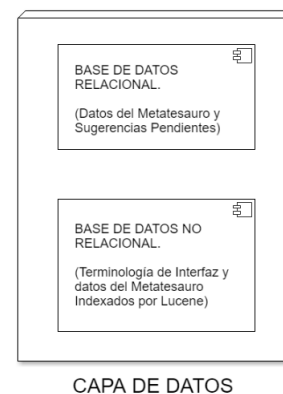 BASE DE DATOS
RELACIONAL.
(Datos del Metatesauro y
Sugerencias Pendientes)
BASE DE DATOS NO
RELACIONAL.
(Terminología de Interfaz y
datos del Metatesauro
Indexados por Lucene)
CAPA DE DATOS